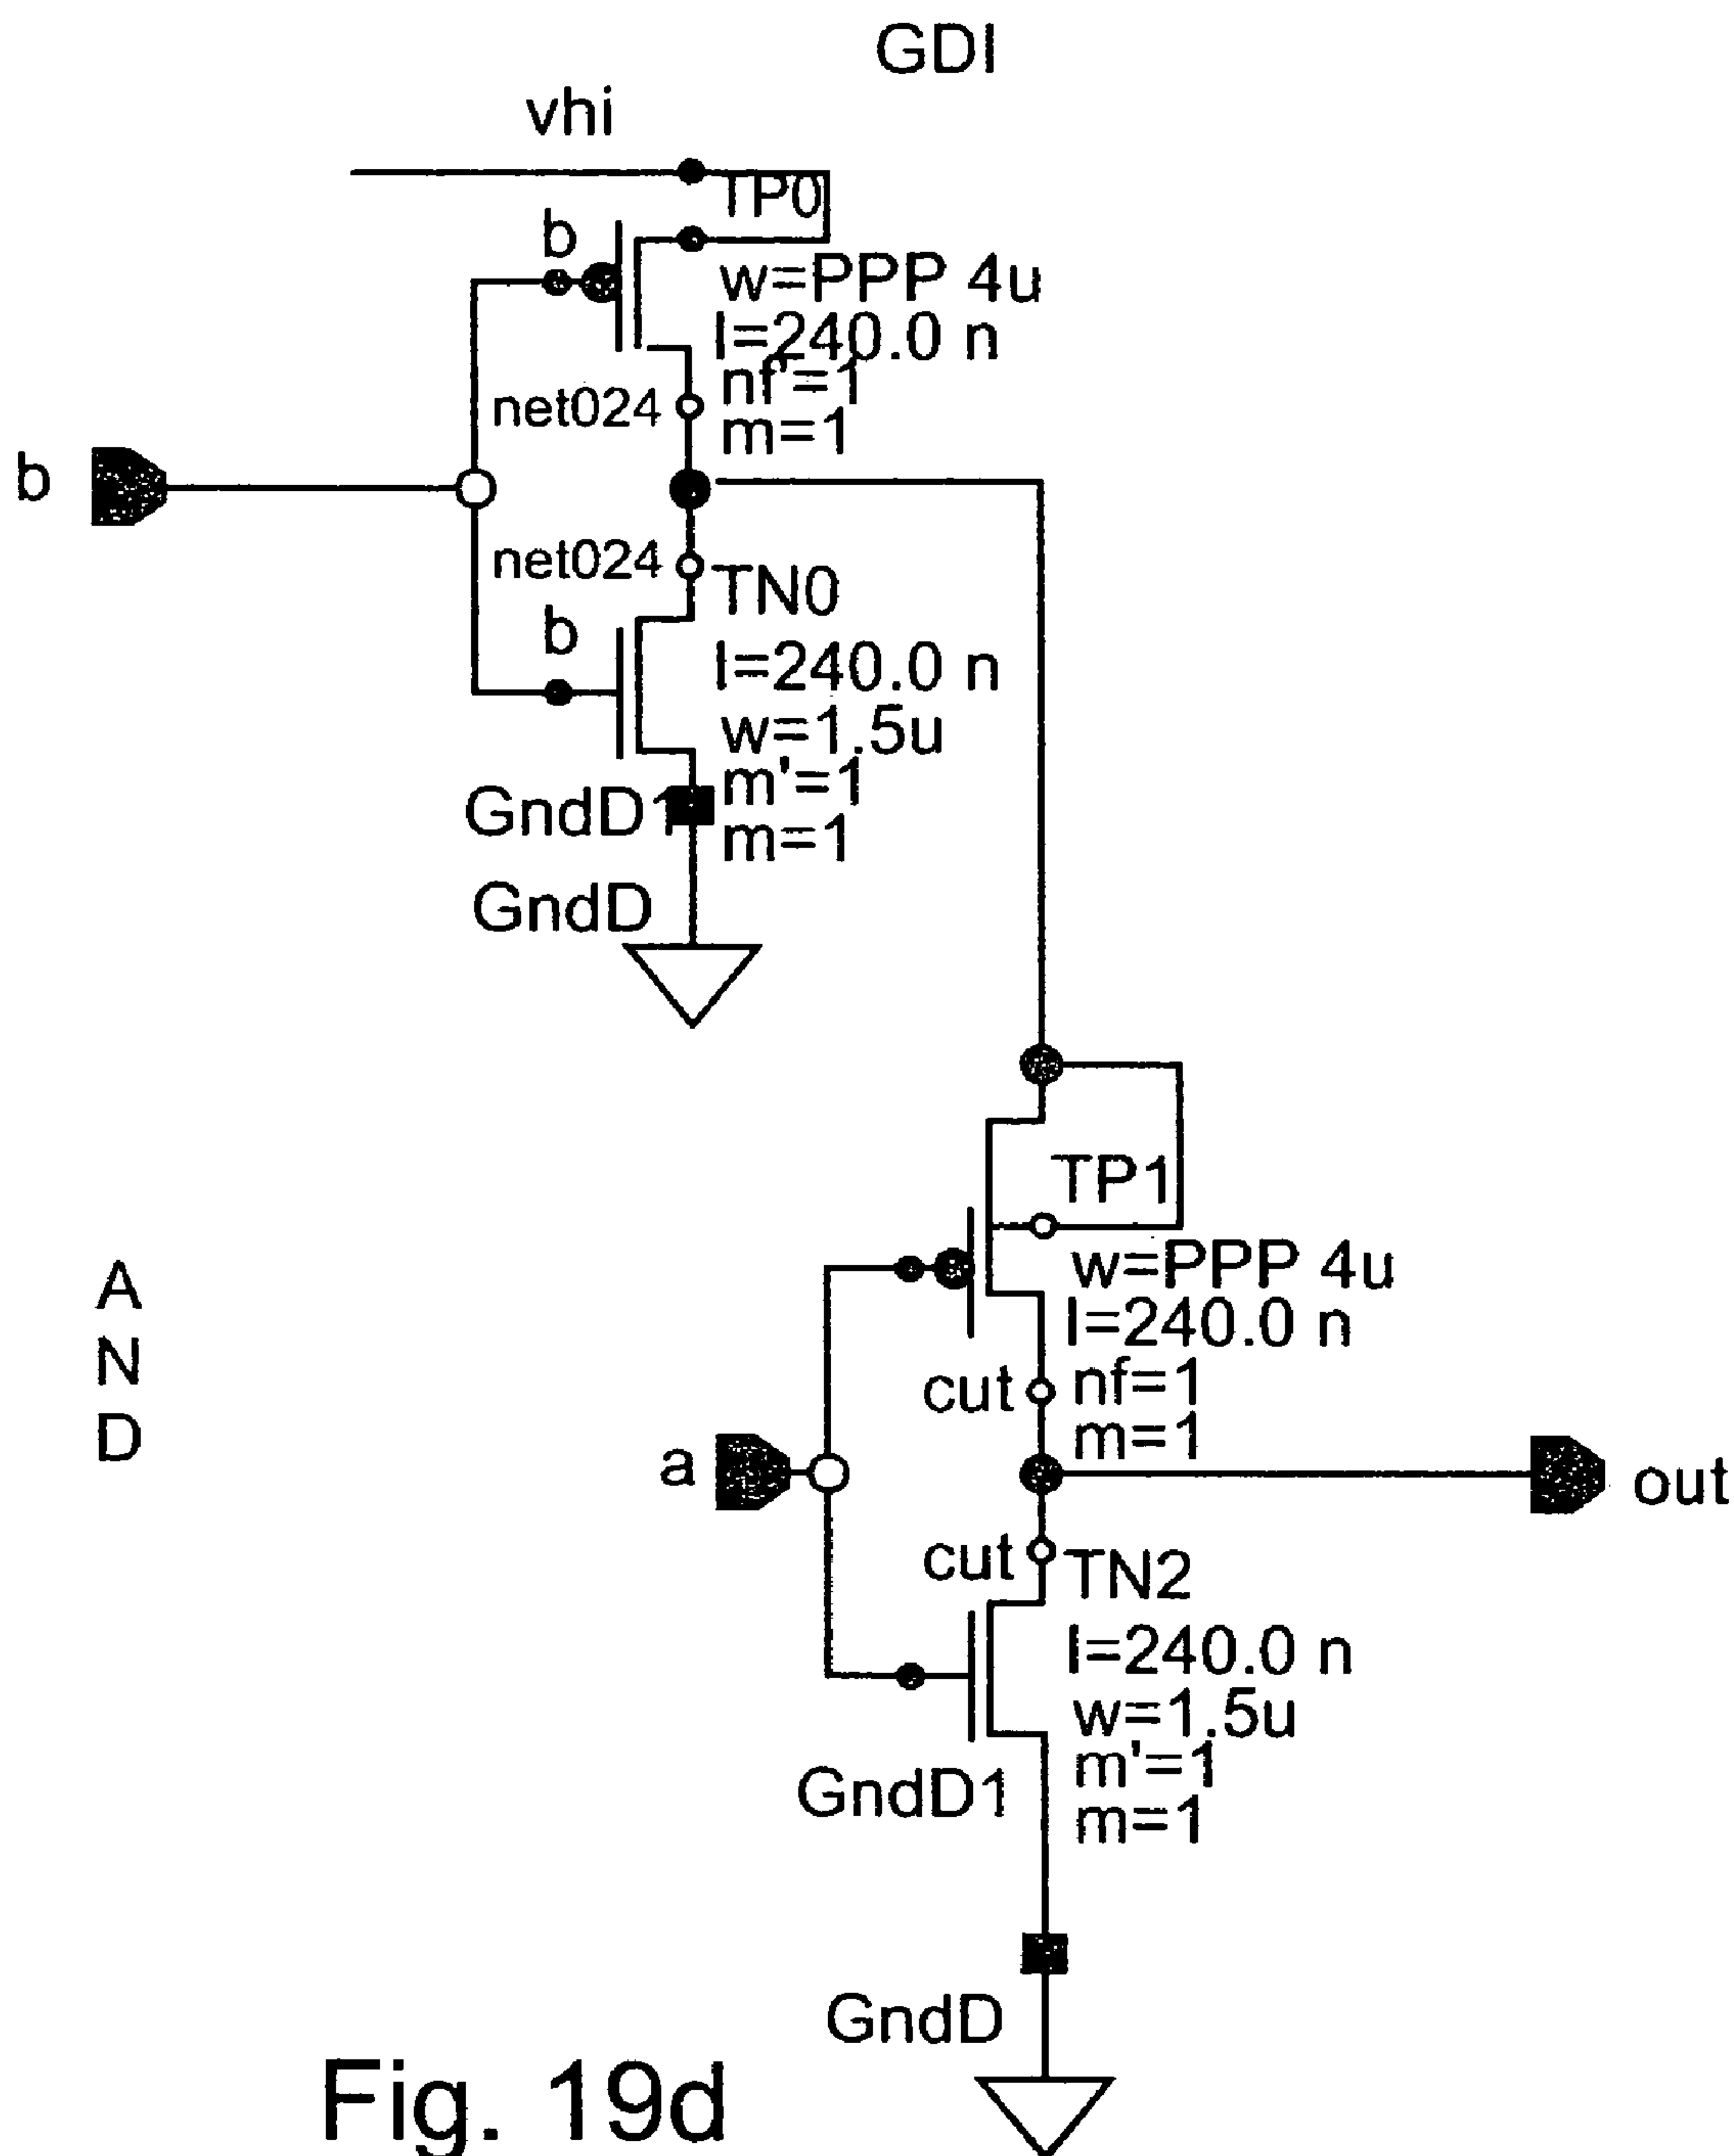 GDI
vhi
TP0
b
w=PPP 4u
l=240.0 n
nf'=1
m=1
net024
b
net024
TN0
b
l=240.0 n
w=1.5u
m'=1
m=1
GndD1
GndD
TP1
w=PPP 4u
l=240.0 n
nf=1
m=1
cut
A
N
D
a
out
cut
TN2
l=240.0 n
w=1.5u
m'=1
m=1
GndD1
GndD
Fig. 19d